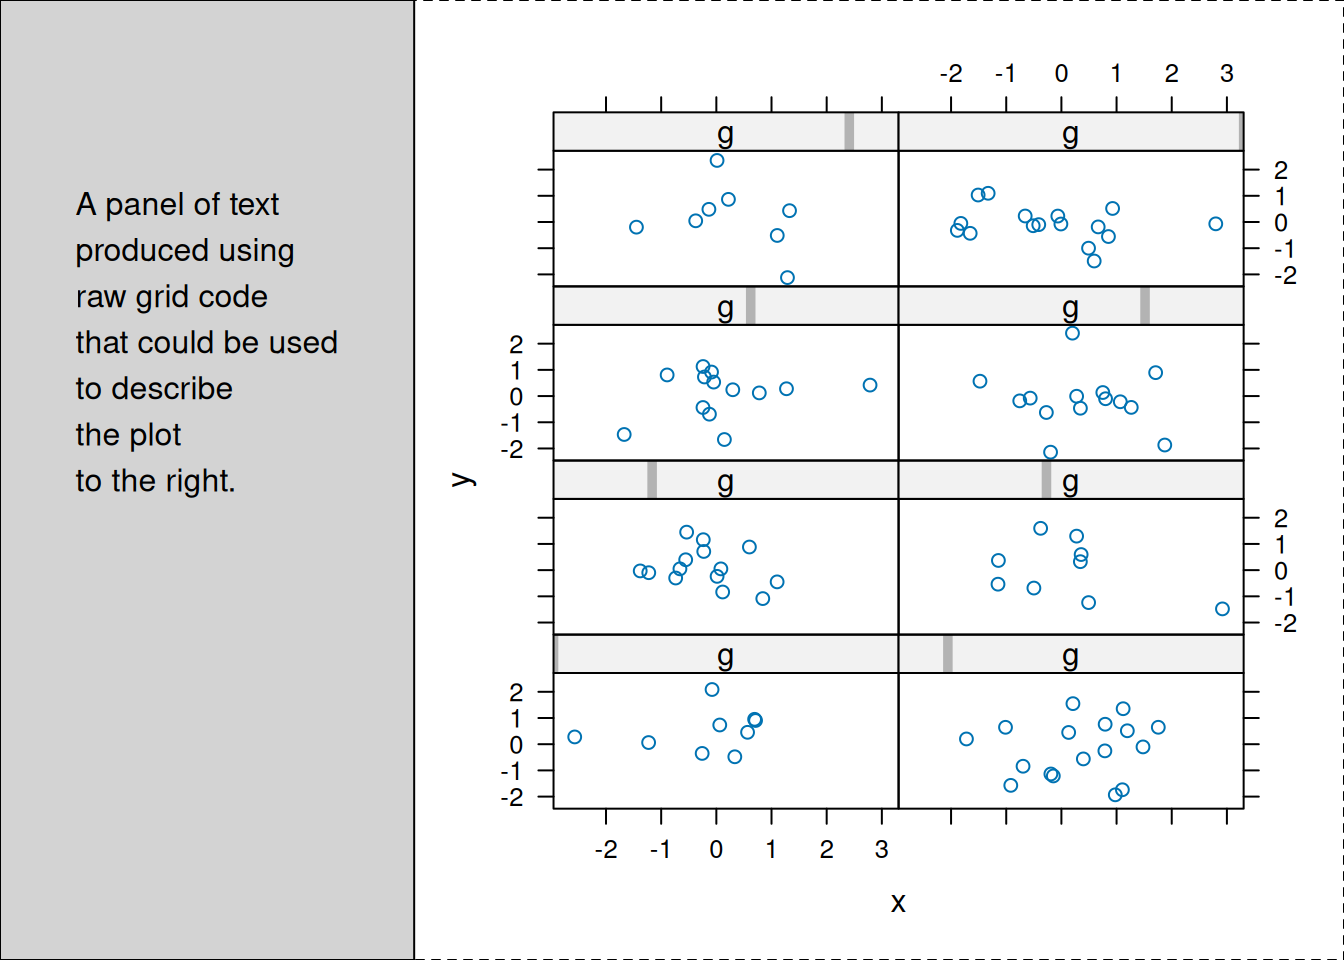 A panel of text
produced using
raw grid code
that could be used
to describe
the plot
to the right.
-2 -1 0 1 2 3
g g
2
1
0
-1
-2
g g
2
1
0
-1
-2
y
g g
2
1
0
-1
-2
g g
2
1
0
-1
-2
-2 -1 0 1 2 3
x